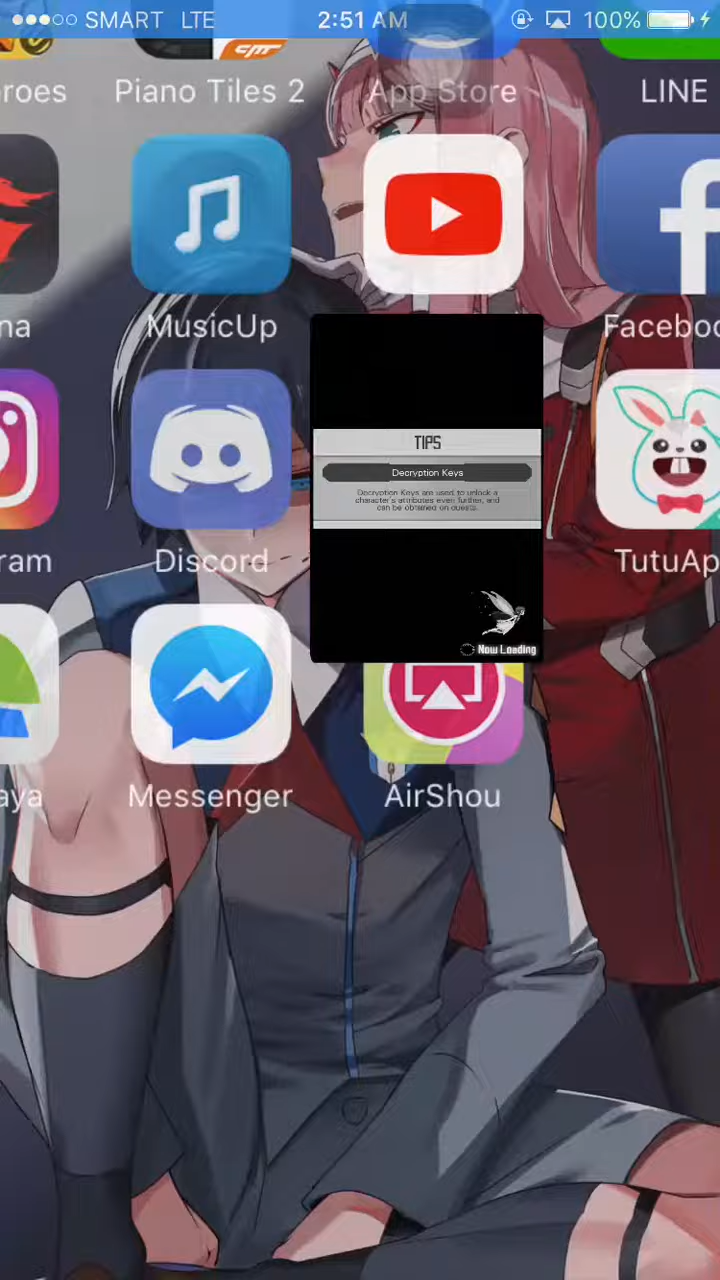 SMART LTE 2:51 AM 100%
roes Piano Tiles 2 App Store LINE
na MusicUp Faceboo
TIPS
Decryption Keys
Decryption Keys are used to unlock a
character's attributes even further, and
can be obtained on quests.
ram Discord TutuAp
Now Loading
aya Messenger AirShou